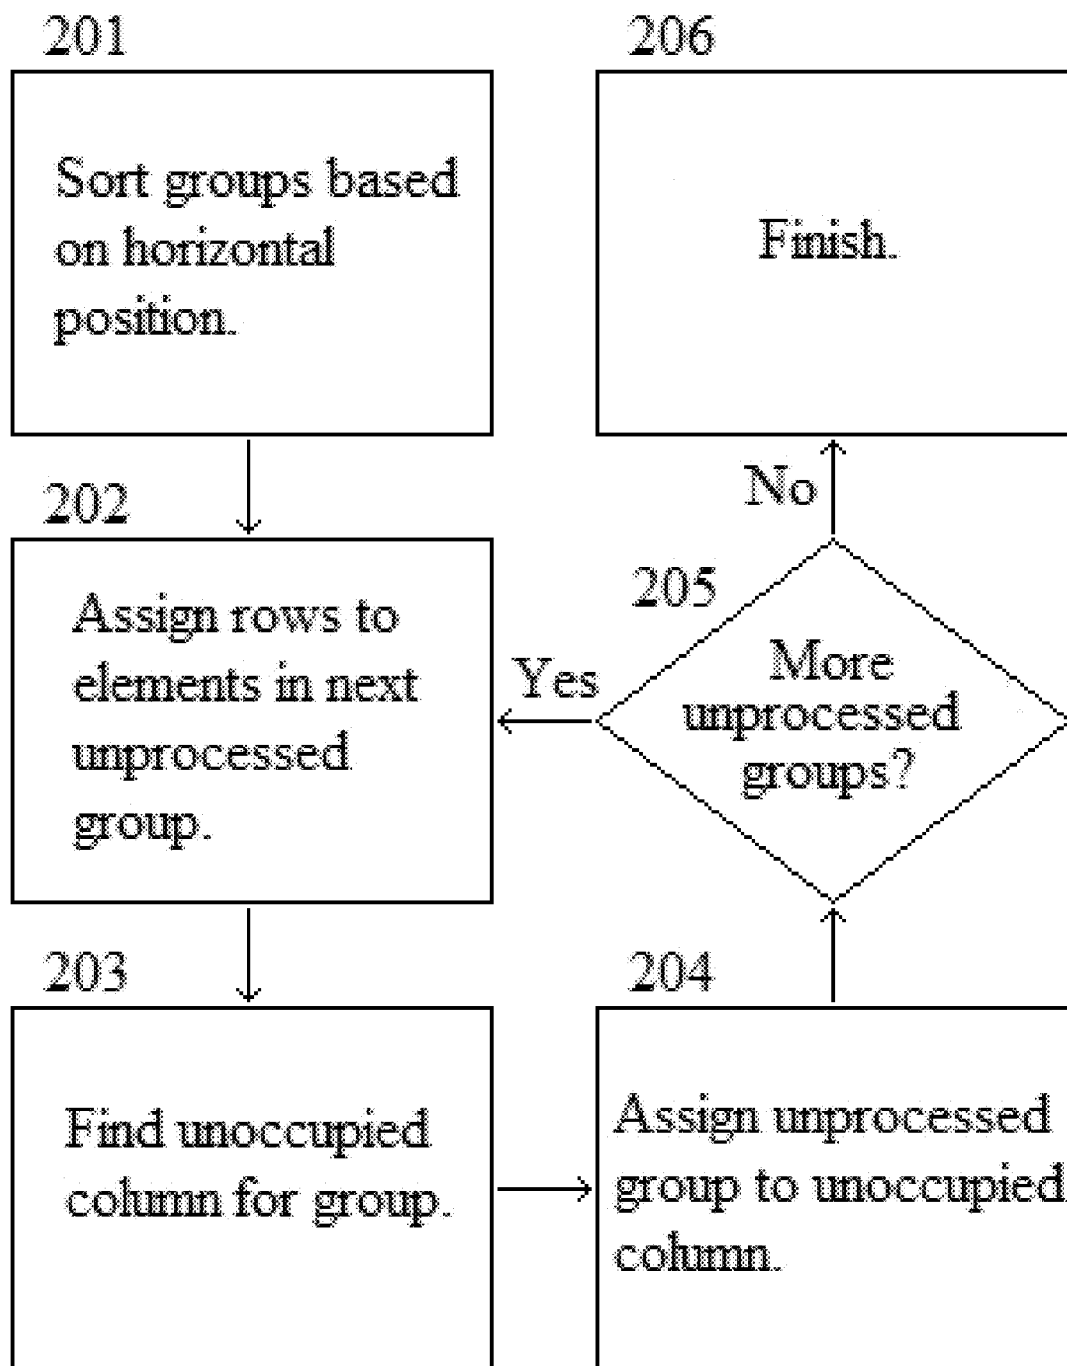 201
Sort groups based
on horizontal
position.
202
Assign rows to
elements in next
unprocessed
group.
203
Find unoccupied
column for group.
204
Assign unprocessed
group to unoccupied
column.
205
More
unprocessed
groups?
Yes
No
206
Finish.